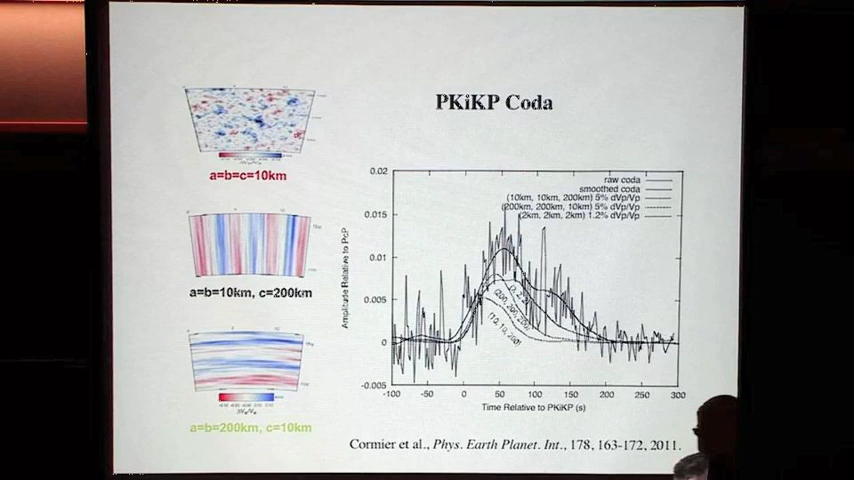 PKiKP Coda
a=b=c=10km
a=b=10km, c=200km
a=b=200km, c=10km
0.02
0.015
0.01
0.005
0
-0.005
Amplitude Relative to PcP
raw coda
smoothed coda
(10km, 10km, 200km) 5% dVp/Vp
(200km, 200km, 10km) 5% dVp/Vp
(2km, 2km, 2km) 1.2% dVp/Vp
-100 -50 0 50 100 150 200 250 300
Time Relative to PKiKP (s)
Cormier et al., Phys. Earth Planet. Int., 178, 163-172, 2011.